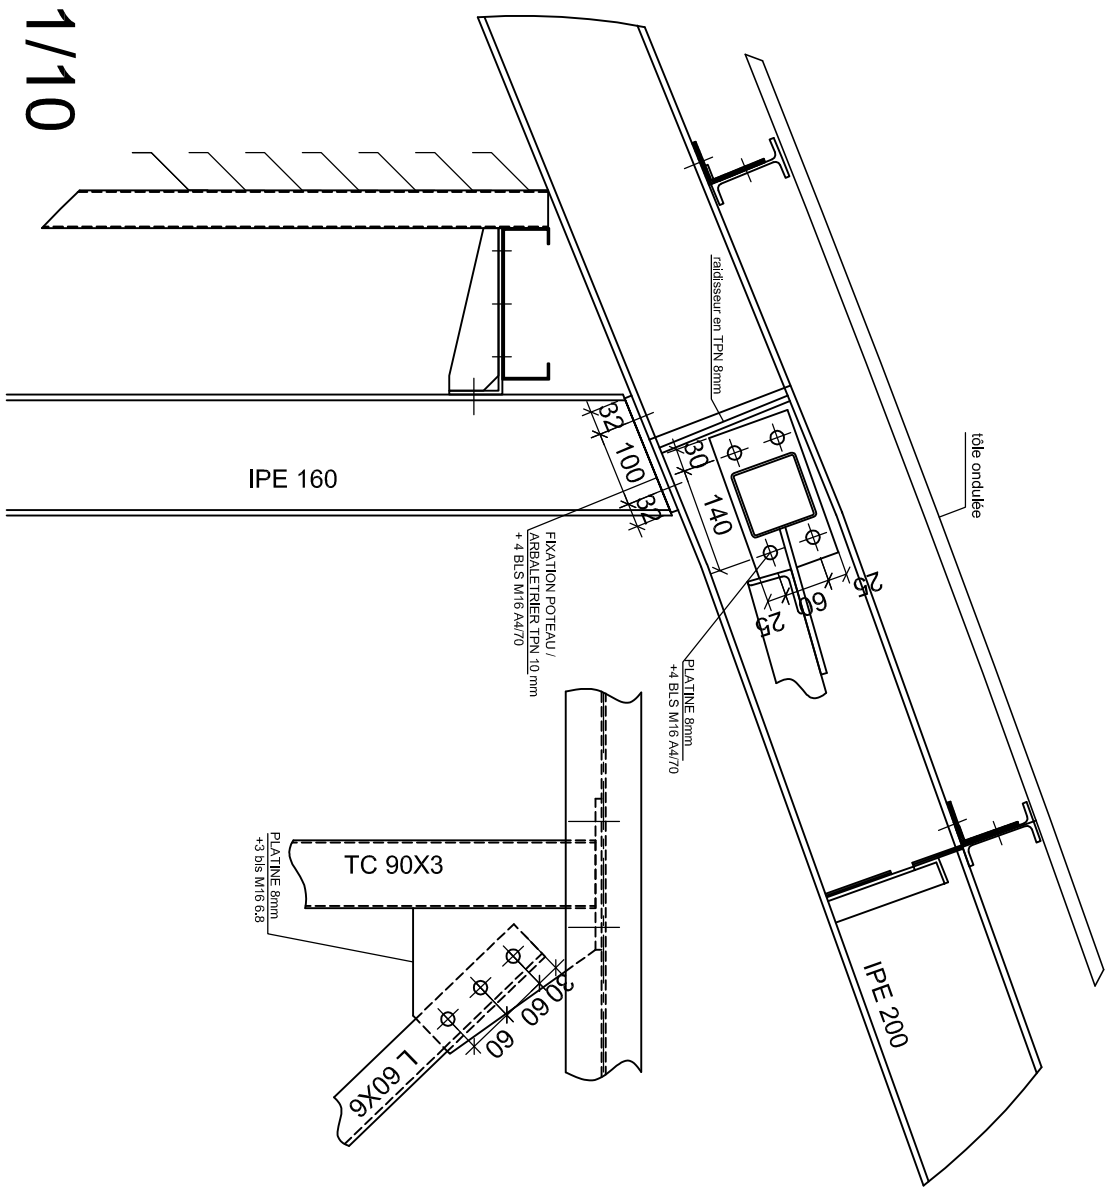 1/10
raidisseur en TPN 8mm
tôle ondulée
32
100
32
30
140
25
60
25
IPE 160
FIXATION POTEAU /
ARBALETRIER TPN 10 mm
+ 4 BLS M16 A4/70
PLATINE 8mm
+4 BLS M16 A4/70
TC 90X3
PLATINE 8mm
+3 bls M16 6.8
30
60
60
L 60X6
IPE 200